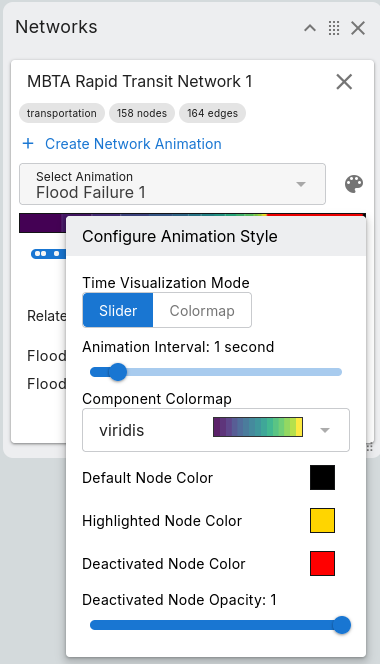 Networks
MBTA Rapid Transit Network 1
transportation 158 nodes 164 edges
+ Create Network Animation
Select Animation
Flood Failure 1
Configure Animation Style
Time Visualization Mode
Slider Colormap
Relate
Animation Interval: 1 second
Flood
Flood
Component Colormap
viridis
Default Node Color
Highlighted Node Color
Deactivated Node Color
Deactivated Node Opacity: 1